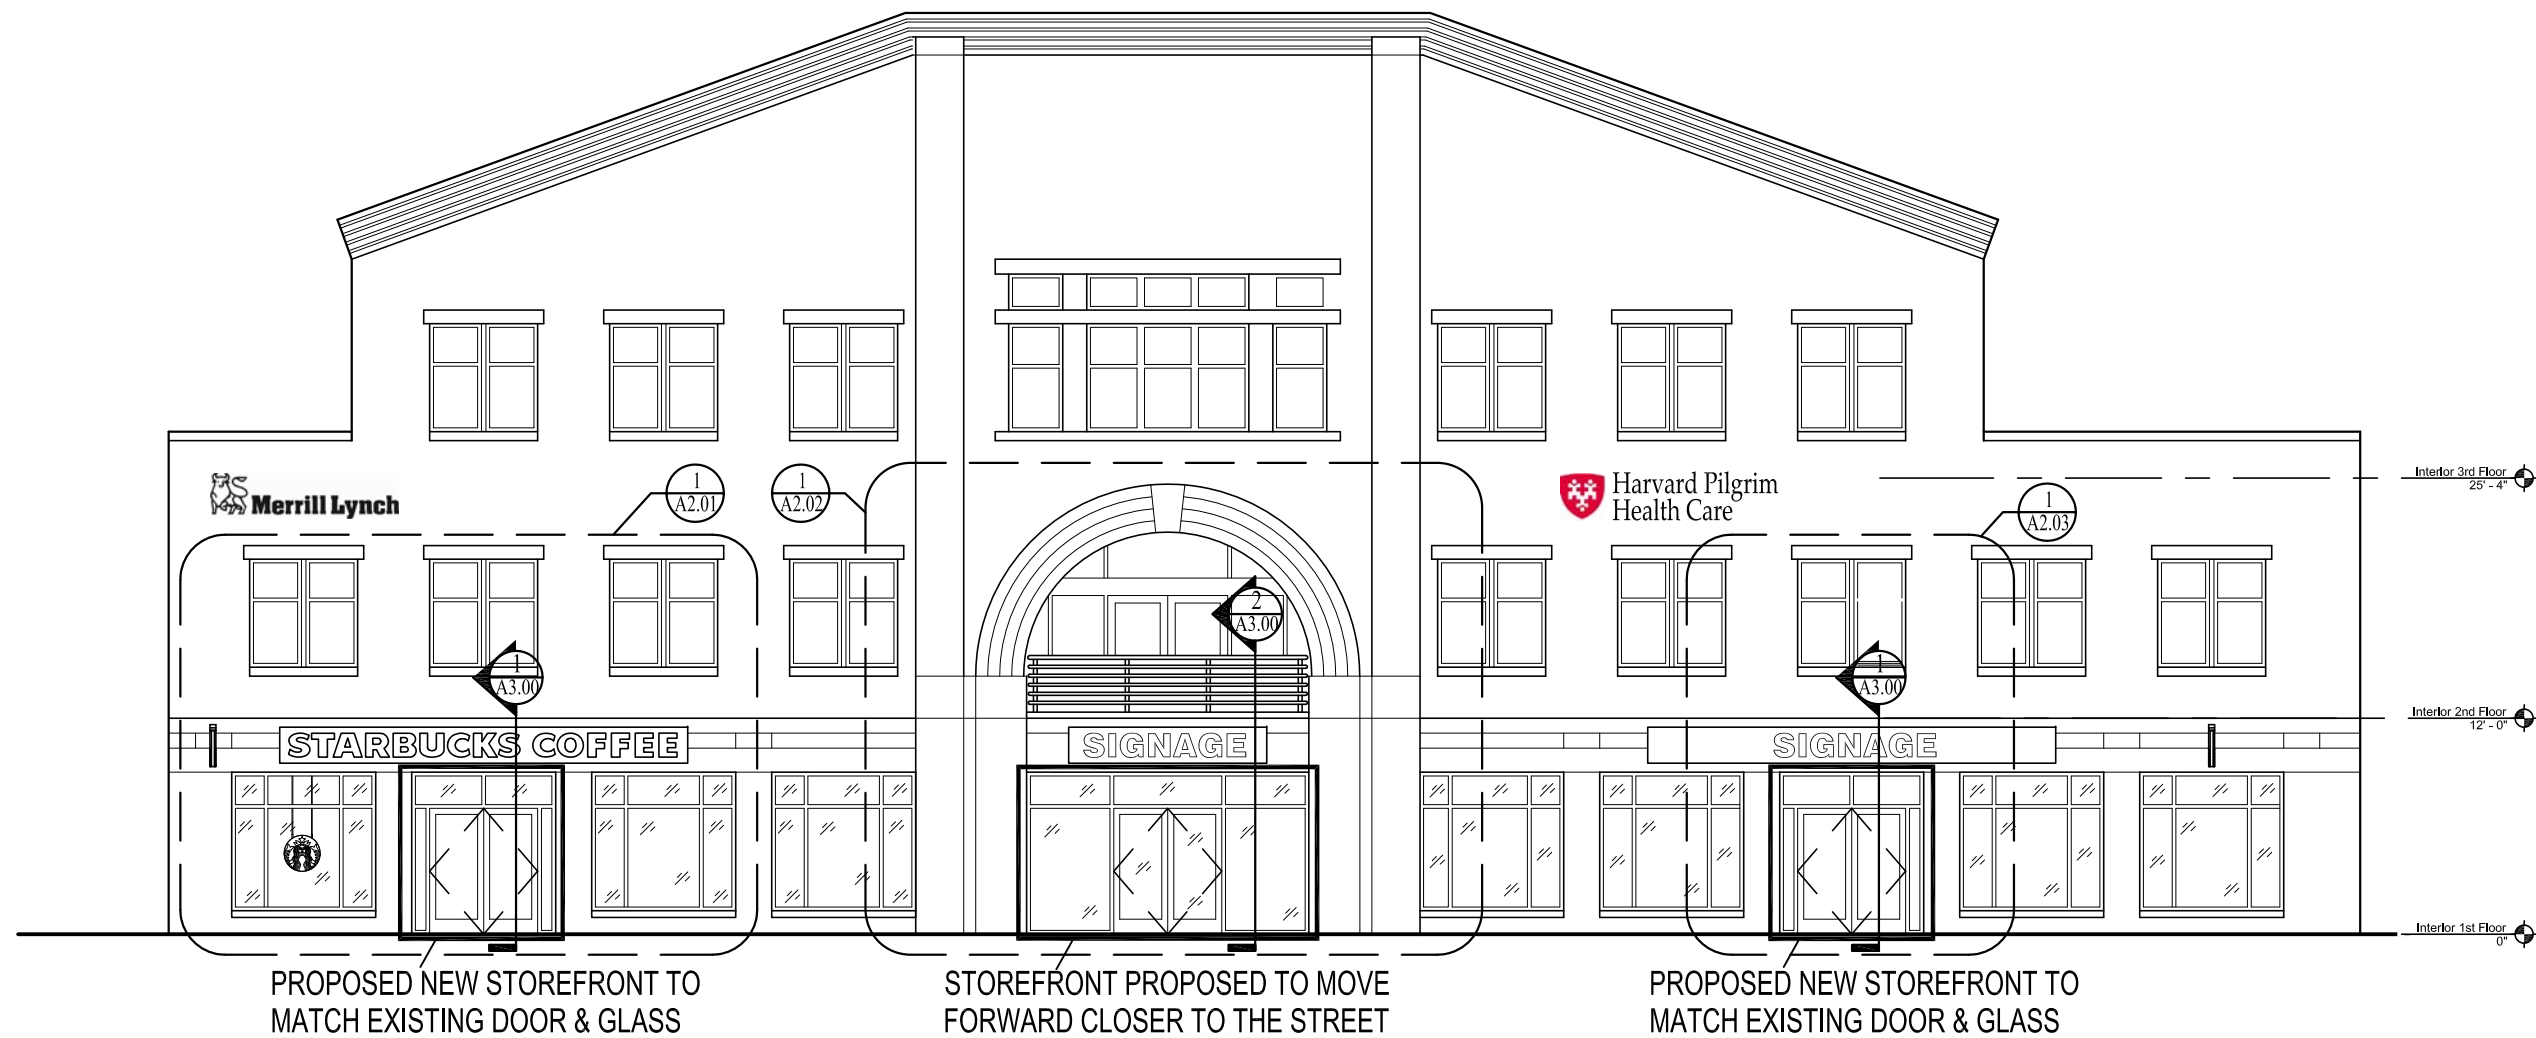 Merrill Lynch
1
A2.01
1
A2.02
Harvard Pilgrim
Health Care
Interior 3rd Floor
25' - 4"
1
A2.03
2
A3.00
1
A3.00
1
A3.00
Interior 2nd Floor
12' - 0"
STARBUCKS COFFEE
SIGNAGE
SIGNAGE
Interior 1st Floor
0"
PROPOSED NEW STOREFRONT TO
MATCH EXISTING DOOR & GLASS
STOREFRONT PROPOSED TO MOVE
FORWARD CLOSER TO THE STREET
PROPOSED NEW STOREFRONT TO
MATCH EXISTING DOOR & GLASS